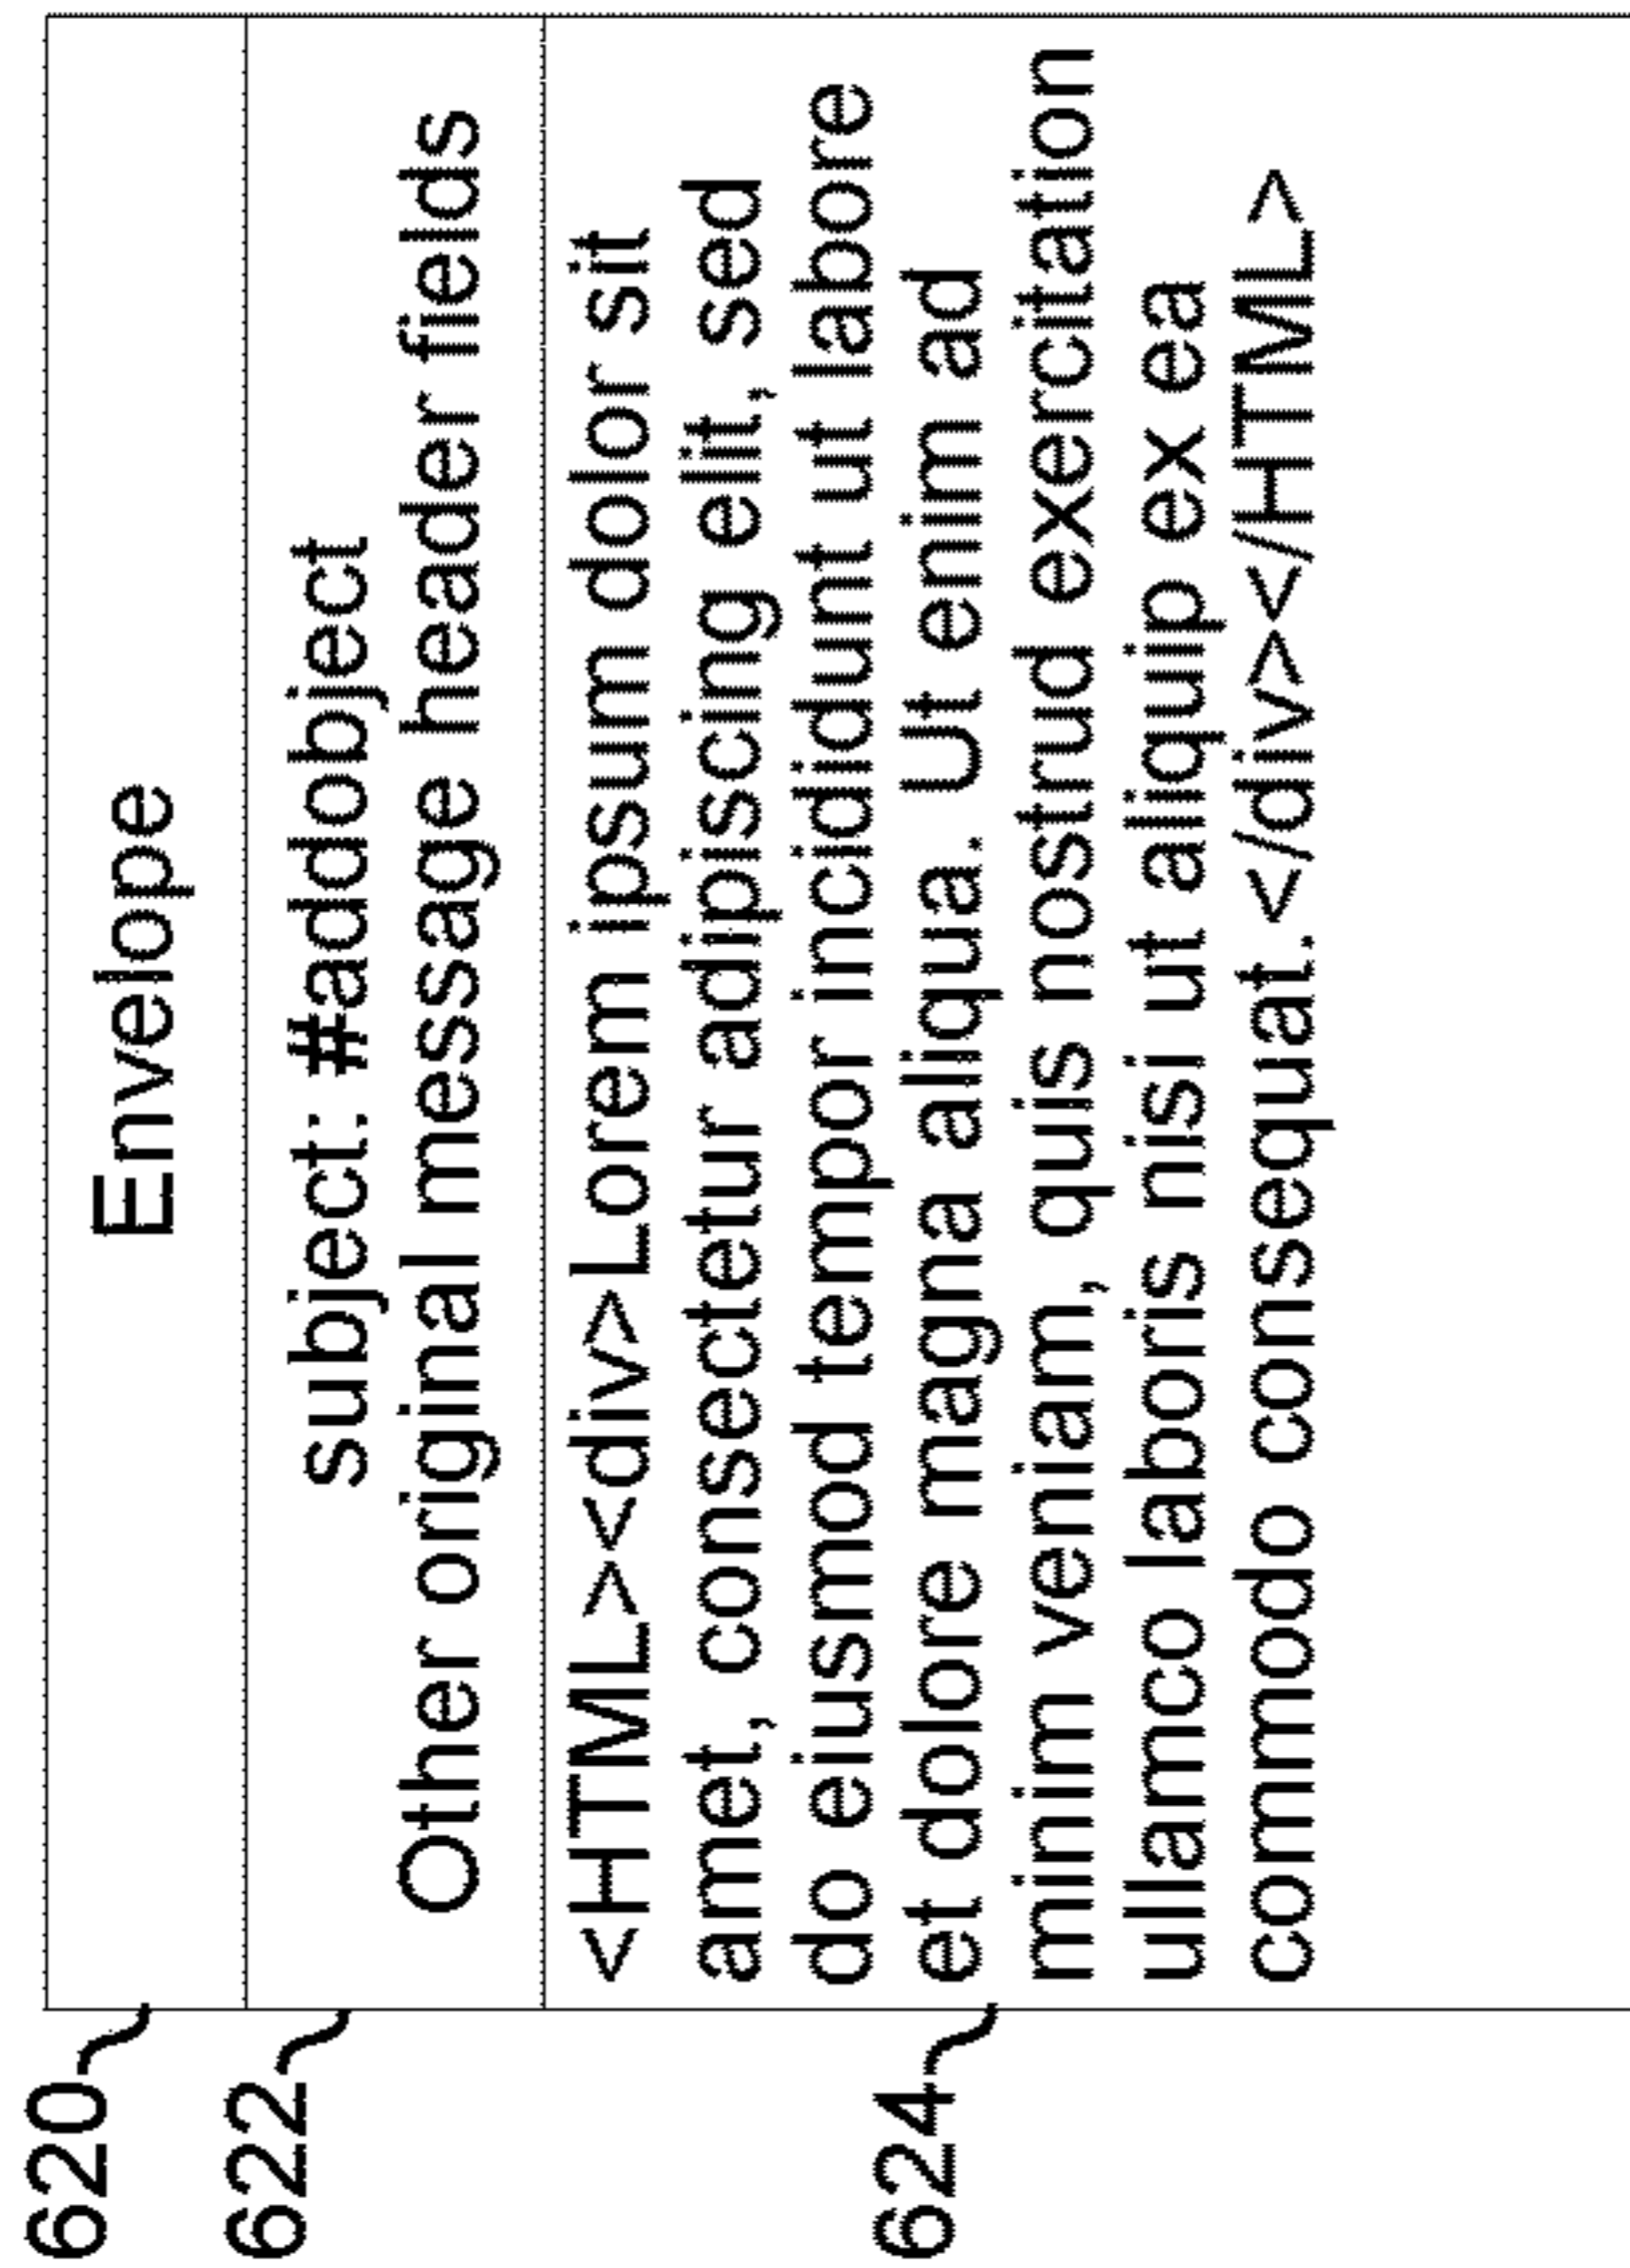 620
Envelope
622
subject: #addobject
Other original message header fields
624
<HTML><div>Lorem ipsum dolor sit
amet, consectetur adipiscing elit, sed
do eiusmod tempor incididunt ut labore
et dolore magna aliqua. Ut enim ad
minim veniam, quis nostrud exercitation
ullamco laboris nisi ut aliquip ex ea
commodo consequat.</div></HTML>